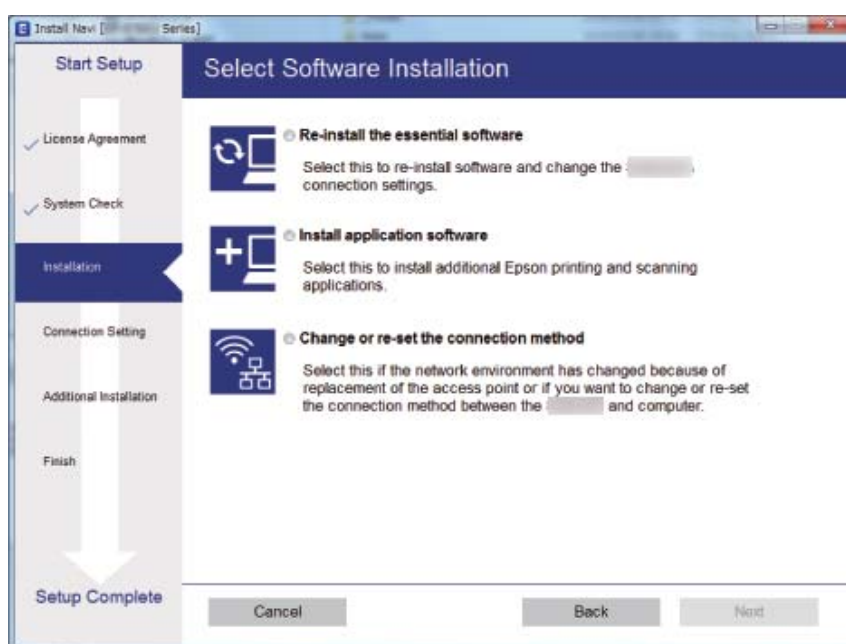 Install Navi [ Series]
Start Setup
Select Software Installation
License Agreement
System Check
Installation
Connection Setting
Additional Installation
Finish
Setup Complete
Re-install the essential software
Select this to re-install software and change the
connection settings.
Install application software
Select this to install additional Epson printing and scanning
applications.
Change or re-set the connection method
Select this if the network environment has changed because of
replacement of the access point or if you want to change or re-set
the connection method between the and computer.
Cancel
Back
Next